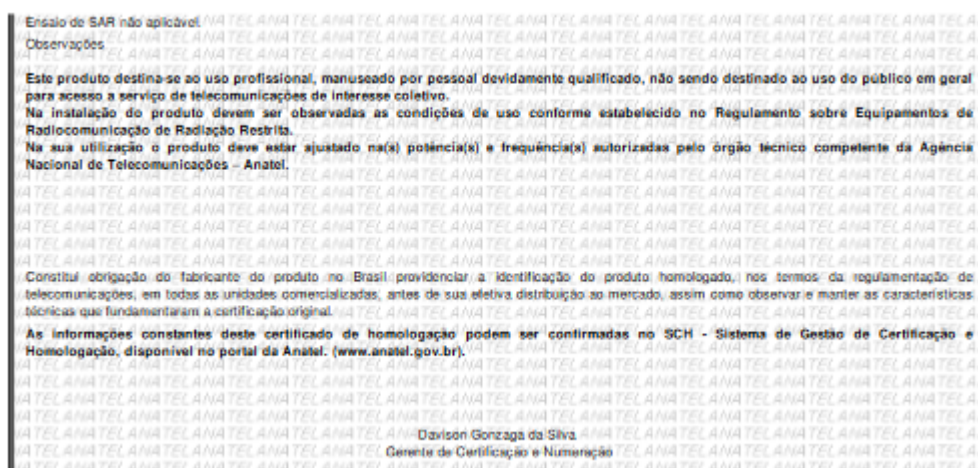 Ensaio de SAR não aplicável.
Observações
Este produto destina-se ao uso profissional, manuseado por pessoal devidamente qualificado, não sendo destinado ao uso do público em geral
para acesso a serviço de telecomunicações de interesse coletivo.
Na instalação do produto devem ser observadas as condições de uso conforme estabelecido no Regulamento sobre Equipamentos de
Radiocomunicação de Radiação Restrita.
Na sua utilização o produto deve estar ajustado na(s) potência(s) e frequência(s) autorizadas pelo órgão técnico competente da Agência
Nacional de Telecomunicações – Anatel.
Constitui obrigação do fabricante do produto no Brasil providenciar a identificação do produto homologado, nos termos da regulamentação de
telecomunicações, em todas as unidades comercializadas, antes de sua efetiva distribuição ao mercado, assim como observar e manter as características
técnicas que fundamentaram a certificação original.
As informações constantes deste certificado de homologação podem ser confirmadas no SCH - Sistema de Gestão de Certificação e
Homologação, disponível no portal da Anatel. (www.anatel.gov.br).
Davison Gonzaga da Silva
Gerente de Certificação e Numeração